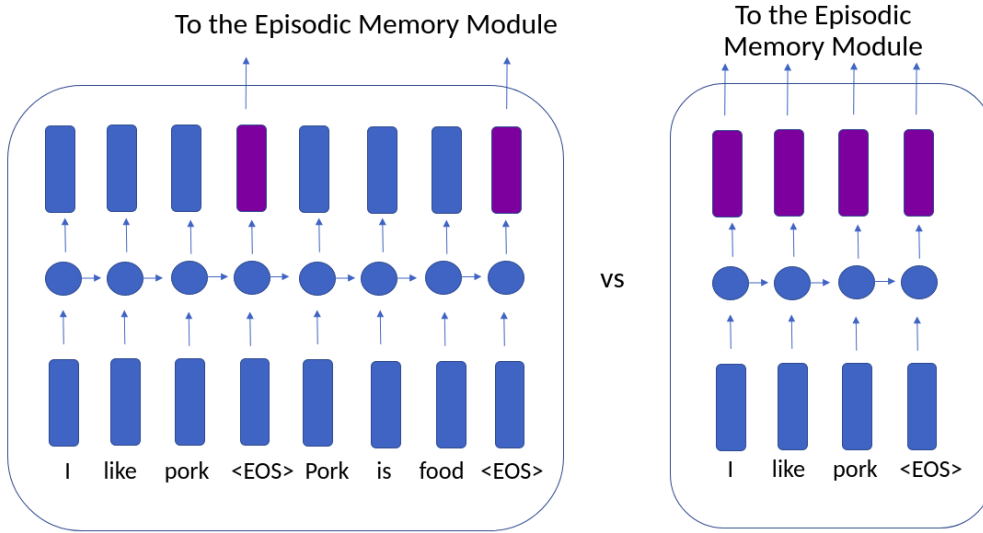 To the Episodic Memory Module
I like pork <EOS> Pork is food <EOS>
vs
To the Episodic
Memory Module
I like pork <EOS>